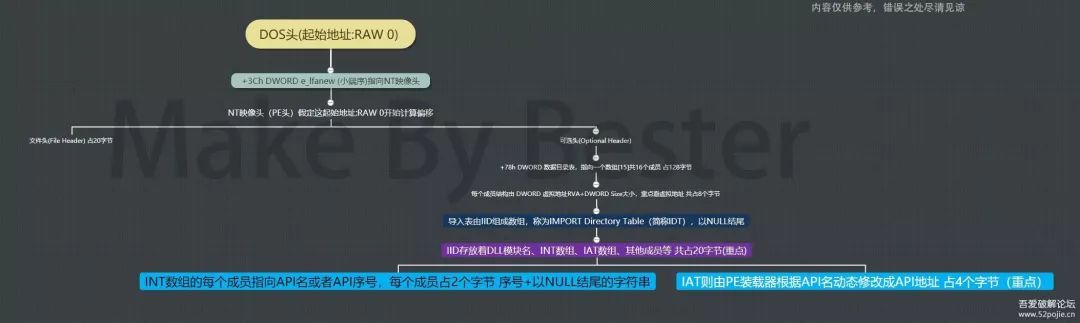 内容仅供参考，错误之处尽请见谅
DOS头(起始地址:RAW 0)
+3Ch DWORD e_lfanew (小端序)指向NT映像头
NT映像头（PE头）假定这起始地址:RAW 0开始计算偏移
Make By Bester
文件头(File Header) 占20字节
可选头(Optional Header)
+78h DWORD 数据目录表，指向一个数组[15]共16个成员 占128字节
每个成员结构由 DWORD 虚拟地址RVA+DWORD Size大小，重点看虚拟地址 共占8个字节
导入表由IID组成数组，称为IMPORT Directory Table（简称IDT），以NULL结尾
IID存放着DLL模块名、INT数组、IAT数组、其他成员等 共占20字节(重点)
INT数组的每个成员指向API名或者API序号，每个成员占2个字节 序号+以NULL结尾的字符串
IAT则由PE装载器根据API名动态修改成API地址 占4个字节（重点）
吾爱破解论坛
www.52pojie.cn